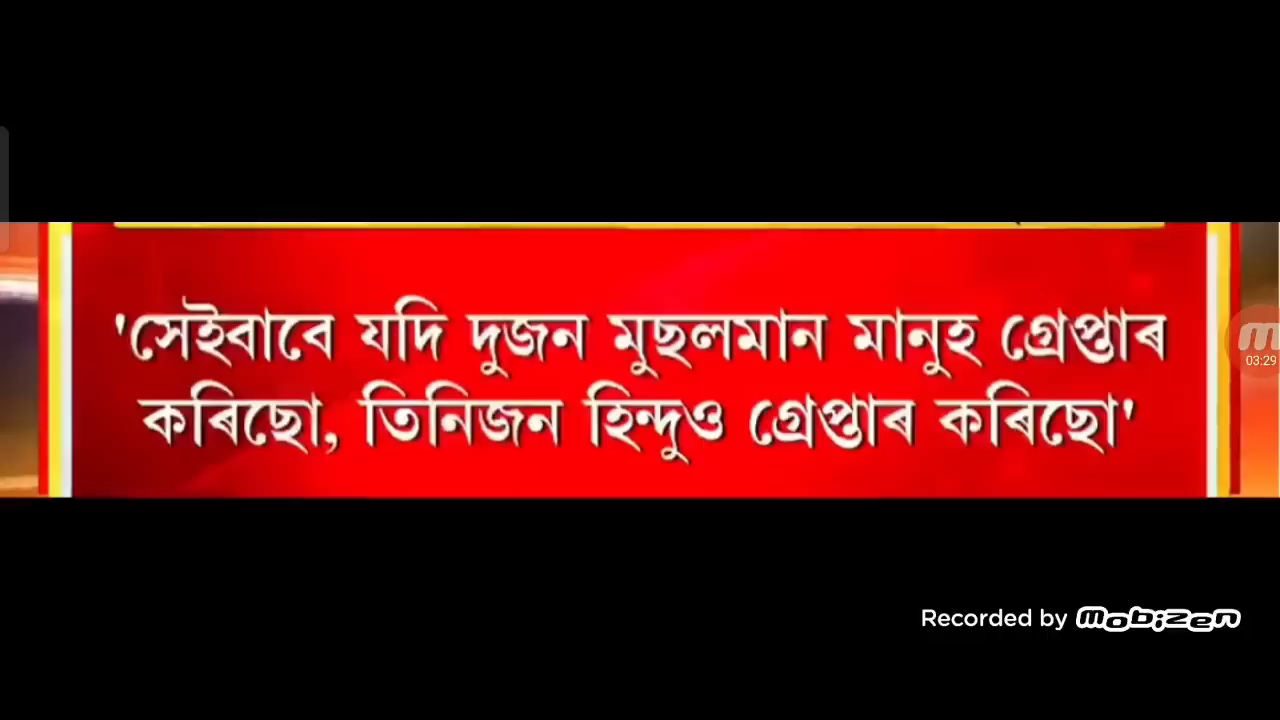 'সেইবাবে যদি দুজন মুছলমান মানুহ গ্ৰেপ্তাৰ
কৰিছো, তিনিজন হিন্দুও গ্ৰেপ্তাৰ কৰিছো'
03:29
Recorded by Mobizen